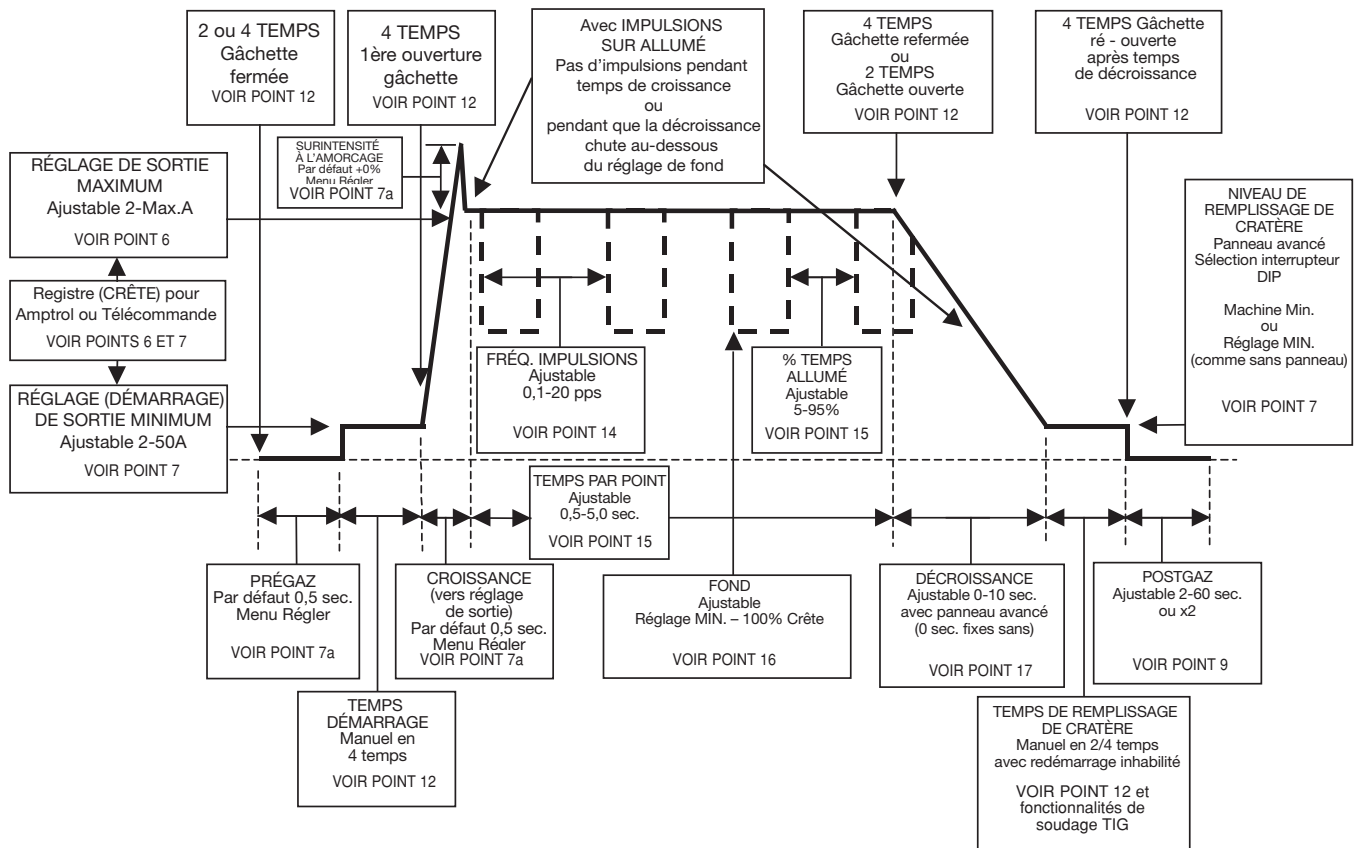 2 ou 4 TEMPS
Gâchette
fermée
VOIR POINT 12
4 TEMPS
1ère ouverture
gâchette
VOIR POINT 12
Avec IMPULSIONS
SUR ALLUMÉ
Pas d'impulsions pendant
temps de croissance
ou
pendant que la décroissance
chute au-dessous
du réglage de fond
4 TEMPS
Gâchette refermée
ou
2 TEMPS
Gâchette ouverte
VOIR POINT 12
4 TEMPS Gâchette
ré - ouverte
après temps
de décroissance
VOIR POINT 12
SURINTENSITÉ
À L'AMORCAGE
Par défaut +0%
Menu Régler
VOIR POINT 7a
RÉGLAGE DE SORTIE
MAXIMUM
Ajustable 2-Max.A
VOIR POINT 6
Registre (CRÊTE) pour
Amptrol ou Télécommande
VOIR POINTS 6 ET 7
RÉGLAGE (DÉMARRAGE)
DE SORTIE MINIMUM
Ajustable 2-50A
VOIR POINT 7
NIVEAU DE
REMPLISSAGE DE
CRATÈRE
Panneau avancé
Sélection interrupteur
DIP
Machine Min.
ou
Réglage MIN.
(comme sans panneau)
VOIR POINT 7
FRÉQ. IMPULSIONS
Ajustable
0,1-20 pps
VOIR POINT 14
% TEMPS
ALLUMÉ
Ajustable
5-95%
VOIR POINT 15
TEMPS PAR POINT
Ajustable
0,5-5,0 sec.
VOIR POINT 15
PRÉGAZ
Par défaut 0,5 sec.
Menu Régler
VOIR POINT 7a
CROISSANCE
(vers réglage
de sortie)
Par défaut 0,5 sec.
Menu Régler
VOIR POINT 7a
FOND
Ajustable
Réglage MIN. – 100% Crête
VOIR POINT 16
DÉCROISSANCE
Ajustable 0-10 sec.
avec panneau avancé
(0 sec. fixes sans)
VOIR POINT 17
POSTGAZ
Ajustable 2-60 sec.
ou x2
VOIR POINT 9
TEMPS
DÉMARRAGE
Manuel en
4 temps
VOIR POINT 12
TEMPS DE REMPLISSAGE
DE CRATÈRE
Manuel en 2/4 temps
avec redémarrage inhabilité
VOIR POINT 12 et
fonctionnalités de
soudage TIG